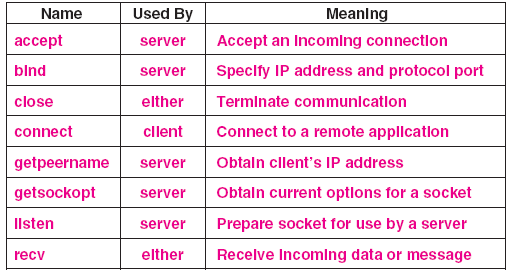 Name Used By Meaning
accept server Accept an incoming connection
bind server Specify IP address and protocol port
close either Terminate communication
connect client Connect to a remote application
getpeername server Obtain client's IP address
getsockopt server Obtain current options for a socket
listen server Prepare socket for use by a server
recv either Receive incoming data or message